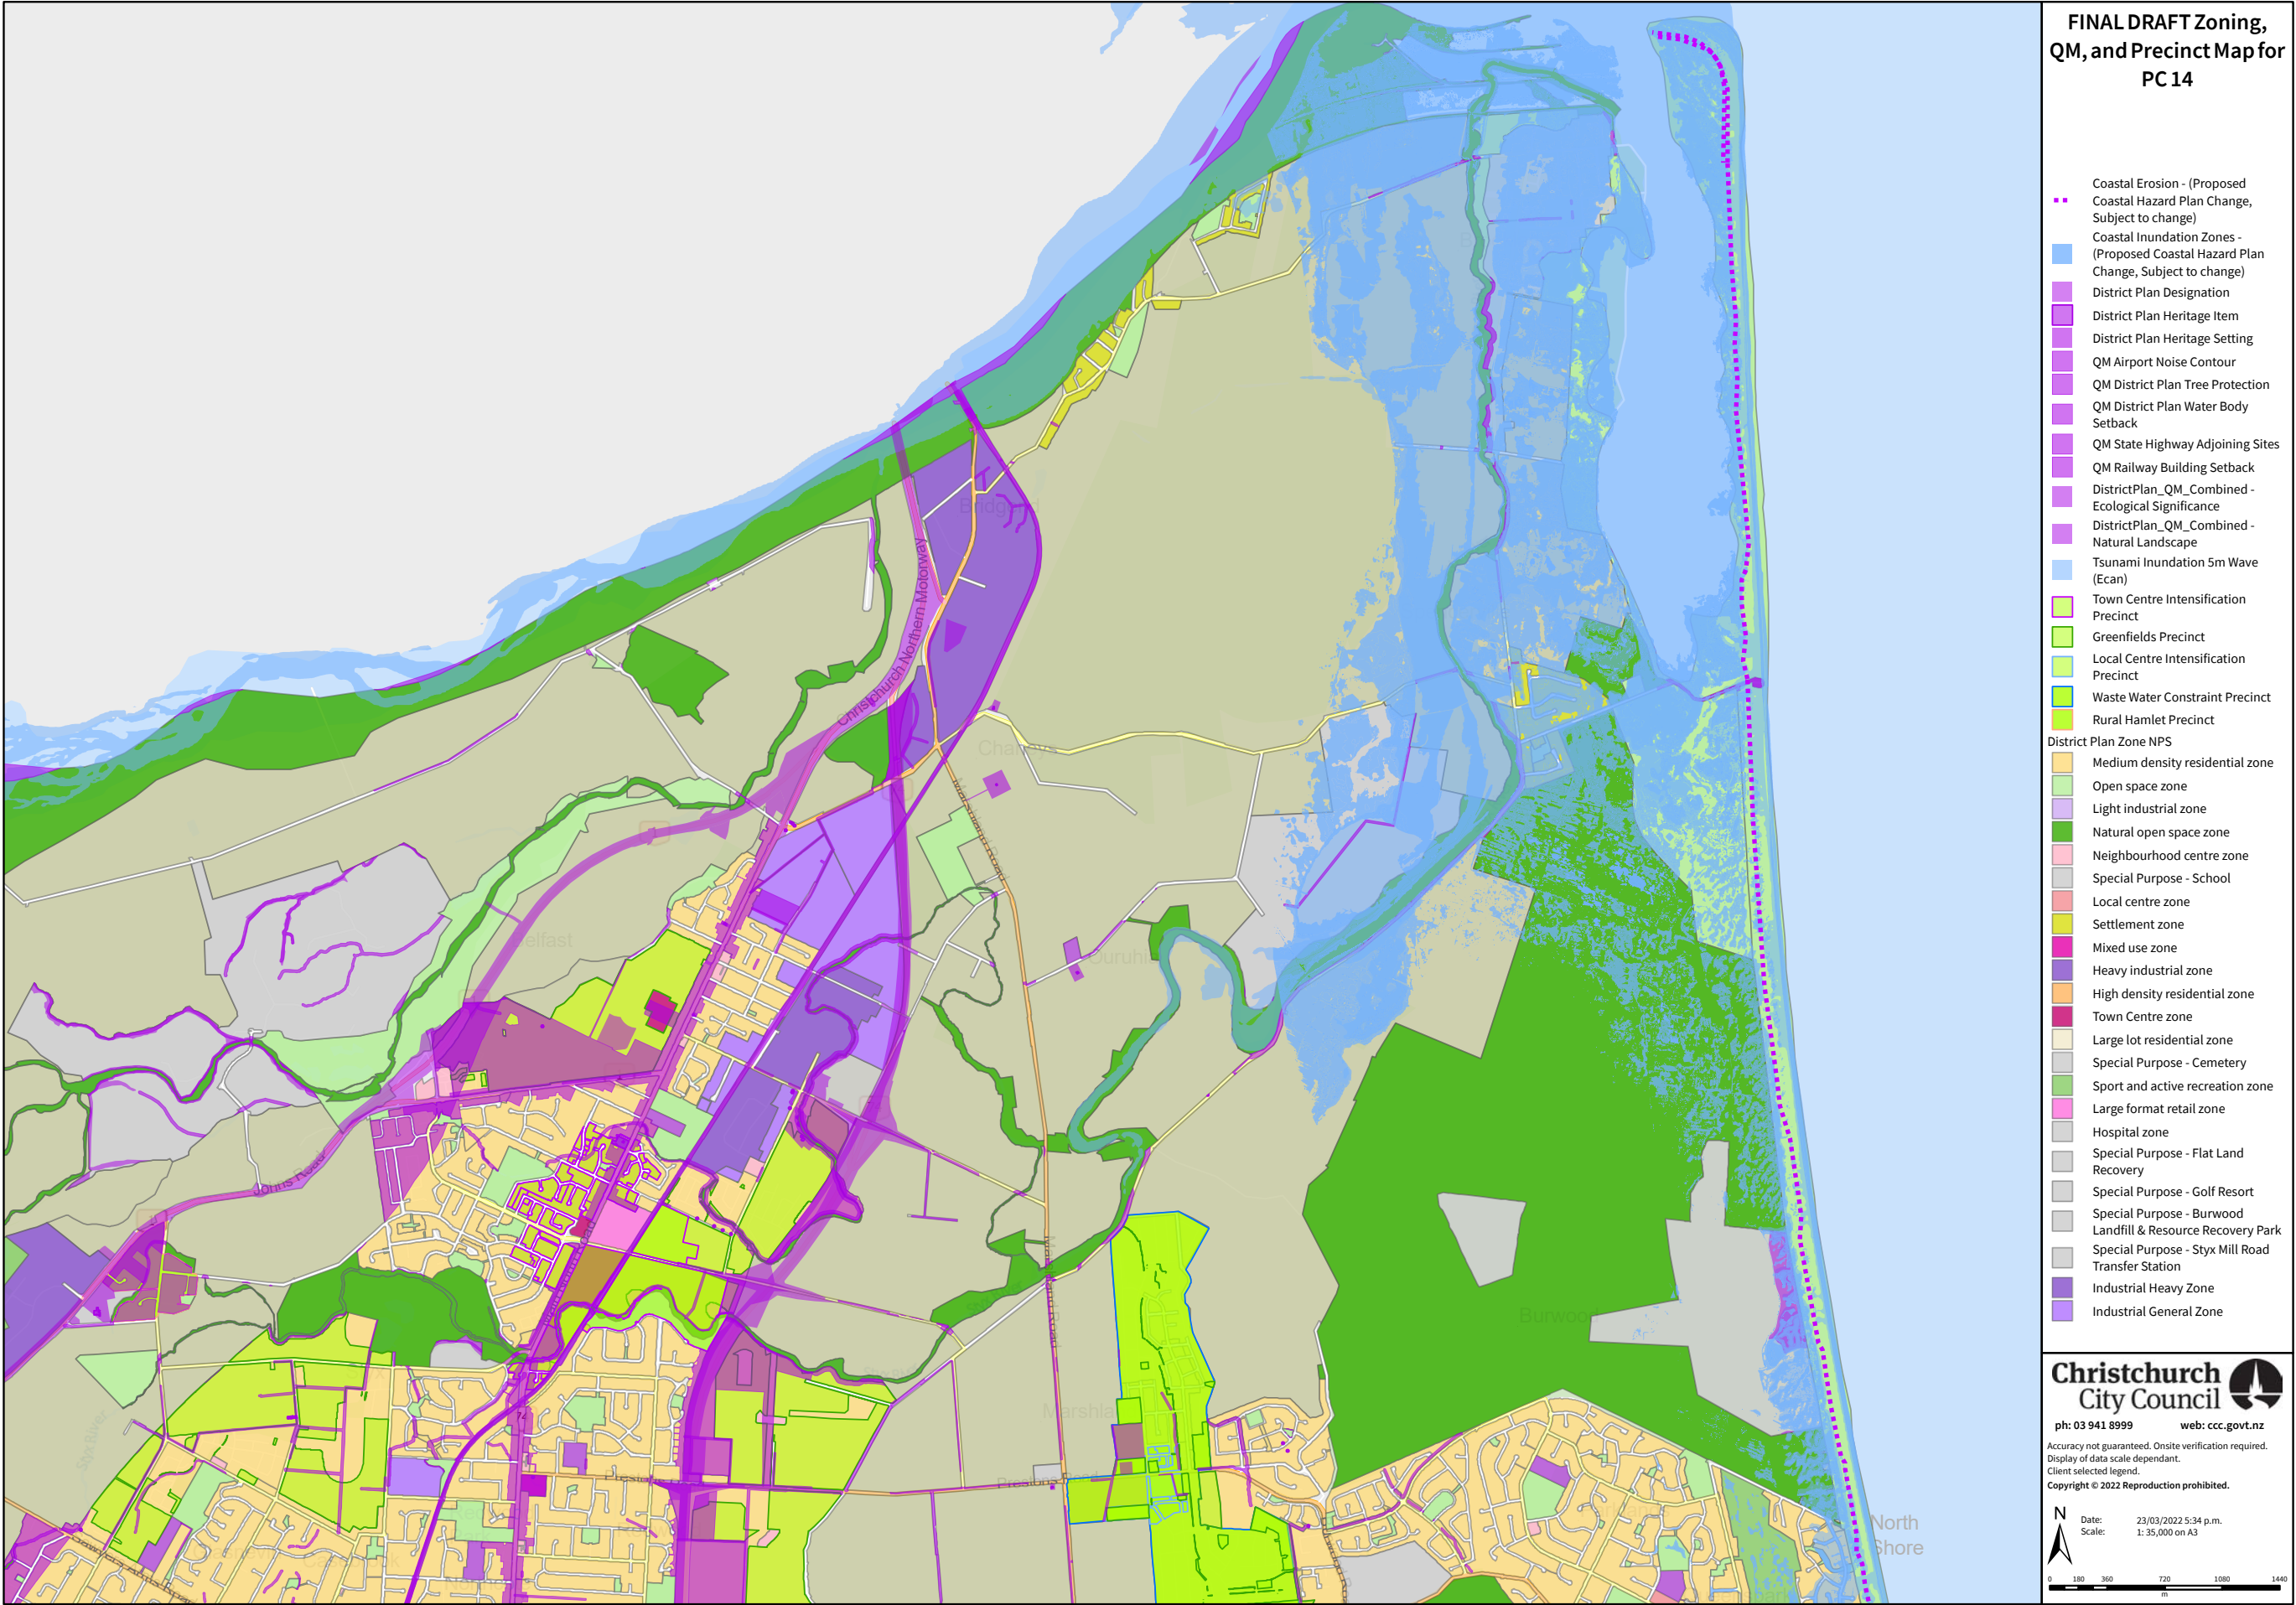 FINAL DRAFT Zoning,
QM, and Precinct Map for
PC 14
Coastal Erosion - (Proposed
Coastal Hazard Plan Change,
Subject to change)
Coastal Inundation Zones -
(Proposed Coastal Hazard Plan
Change, Subject to change)
District Plan Designation
District Plan Heritage Item
District Plan Heritage Setting
QM Airport Noise Contour
QM District Plan Tree Protection
QM District Plan Water Body
Setback
QM State Highway Adjoining Sites
QM Railway Building Setback
DistrictPlan_QM_Combined -
Ecological Significance
DistrictPlan_QM_Combined -
Natural Landscape
Tsunami Inundation 5m Wave
(Ecan)
Town Centre Intensification
Precinct
Greenfields Precinct
Local Centre Intensification
Precinct
Waste Water Constraint Precinct
Rural Hamlet Precinct
District Plan Zone NPS
Medium density residential zone
Open space zone
Light industrial zone
Natural open space zone
Neighbourhood centre zone
Special Purpose - School
Local centre zone
Settlement zone
Mixed use zone
Heavy industrial zone
High density residential zone
Town Centre zone
Large lot residential zone
Special Purpose - Cemetery
Sport and active recreation zone
Large format retail zone
Hospital zone
Special Purpose - Flat Land
Recovery
Special Purpose - Golf Resort
Special Purpose - Burwood
Landfill & Resource Recovery Park
Special Purpose - Styx Mill Road
Transfer Station
Industrial Heavy Zone
Industrial General Zone
Christchurch
City Council
ph: 03 941 8999 web: ccc.govt.nz
Accuracy not guaranteed. Onsite verification required.
Display of data scale dependant.
Client selected legend.
Copyright © 2022 Reproduction prohibited.
N
Date: 23/03/2022 5:34 p.m.
Scale: 1: 35,000 on A3
0 180 360 720 1080 1440
m
Christchurch Northern Motorway
Chaneys
Marshland Road
Johns Road
Burwood
74
North
Shore